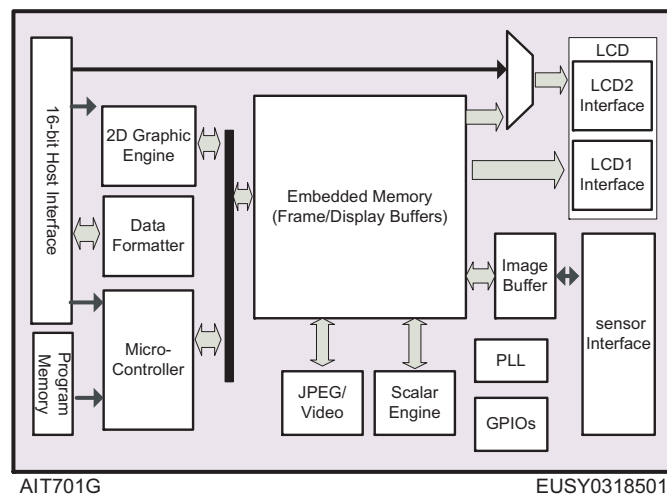 16-bit Host Interface
Program
Memory
2D Graphic
Engine
Data
Formatter
Micro-
Controller
Embedded Memory
(Frame/Display Buffers)
JPEG/
Video
Scalar
Engine
LCD
LCD2
Interface
LCD1
Interface
Image
Buffer
sensor
Interface
PLL
GPIOs
AIT701G
EUSY0318501